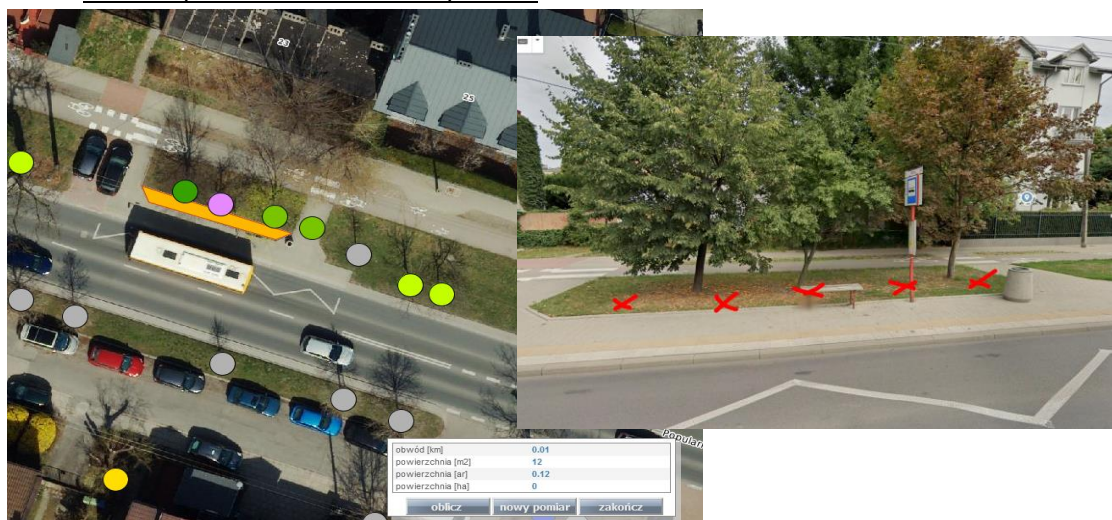 23
25
Popularn
obwód [km] 0.01
powierzchnia [m2] 12
powierzchnia [ar] 0.12
powierzchnia [ha] 0
oblicz nowy pomiar zakończ